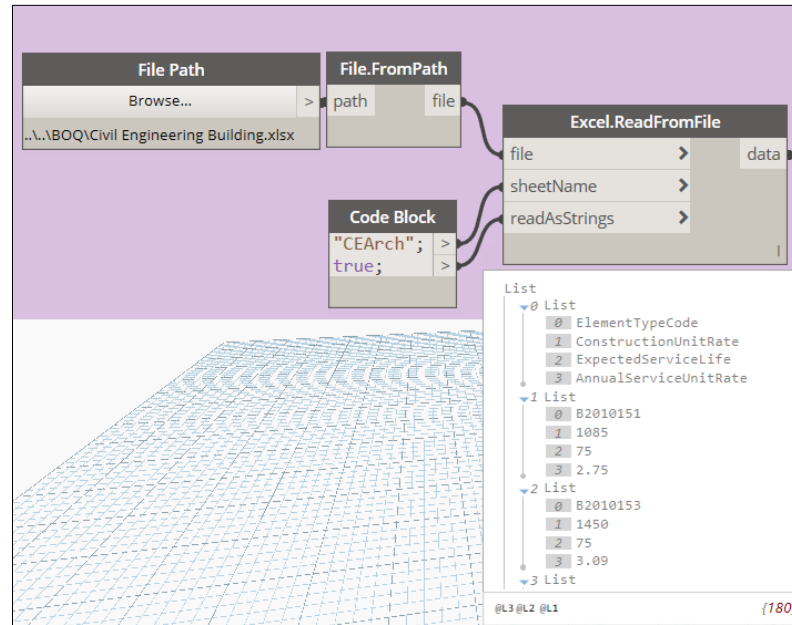 File Path
Browse... >
..\..\BOQ\Civil Engineering Building.xlsx
File.FromPath
path file
Excel.ReadFromFile
file > data
sheetName >
readAsStrings >
l
Code Block
"CEArch"; >
true; >
List
0 List
0 ElementTypeCode
1 ConstructionUnitRate
2 ExpectedServiceLife
3 AnnualServiceUnitRate
1 List
0 B2010151
1 1085
2 75
3 2.75
2 List
0 B2010153
1 1450
2 75
3 3.09
3 List
@L3 @L2 @L1 {180